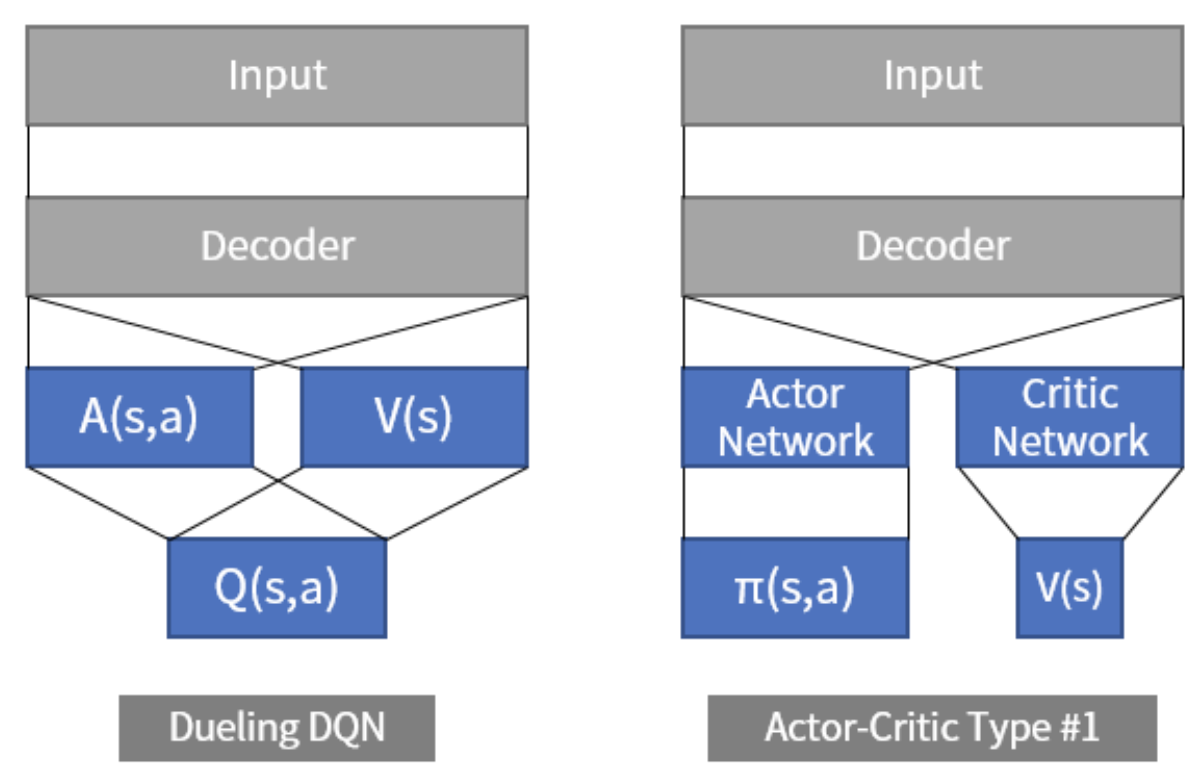 Input
Decoder
A(s,a)
V(s)
Q(s,a)
Dueling DQN
Input
Decoder
Actor
Network
Critic
Network
π(s,a)
V(s)
Actor-Critic Type #1